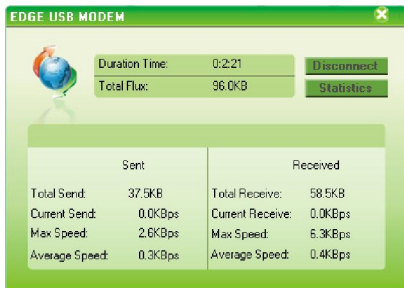 EDGE USB MODEM
Duration Time: 0:2:21
Disconnect
Total Flux: 96.0KB
Statistics
Sent Received
Total Send: 37.5KB Total Receive: 58.5KB
Current Send: 0.0KBps Current Receive: 0.0KBps
Max Speed: 2.6KBps Max Speed: 6.3KBps
Average Speed: 0.3KBps Average Speed: 0.4KBps